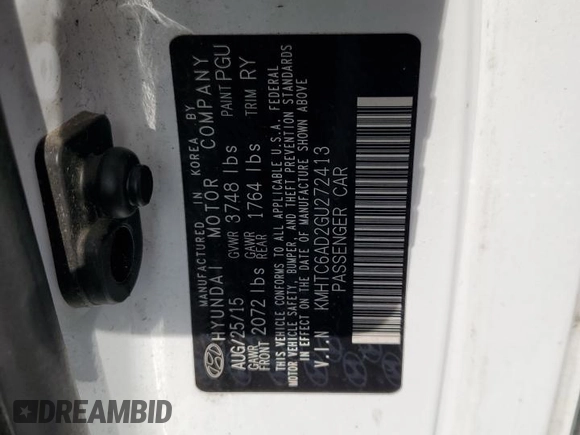 MANUFACTURED IN KOREA BY
HYUNDAI MOTOR COMPANY
AUG/25/15 GVWR 3748 lbs PAINT PGU
GAWR FRONT 2072 lbs GAWR REAR 1764 lbs TRIM RY
THIS VEHICLE CONFORMS TO ALL APPLICABLE U.S.A. FEDERAL
MOTOR VEHICLE SAFETY, BUMPER, AND THEFT PREVENTION STANDARDS
IN EFFECT ON THE DATE OF MANUFACTURE SHOWN ABOVE
V.I.N KMHTC6AD2GU272413
PASSENGER CAR
DREAMBID